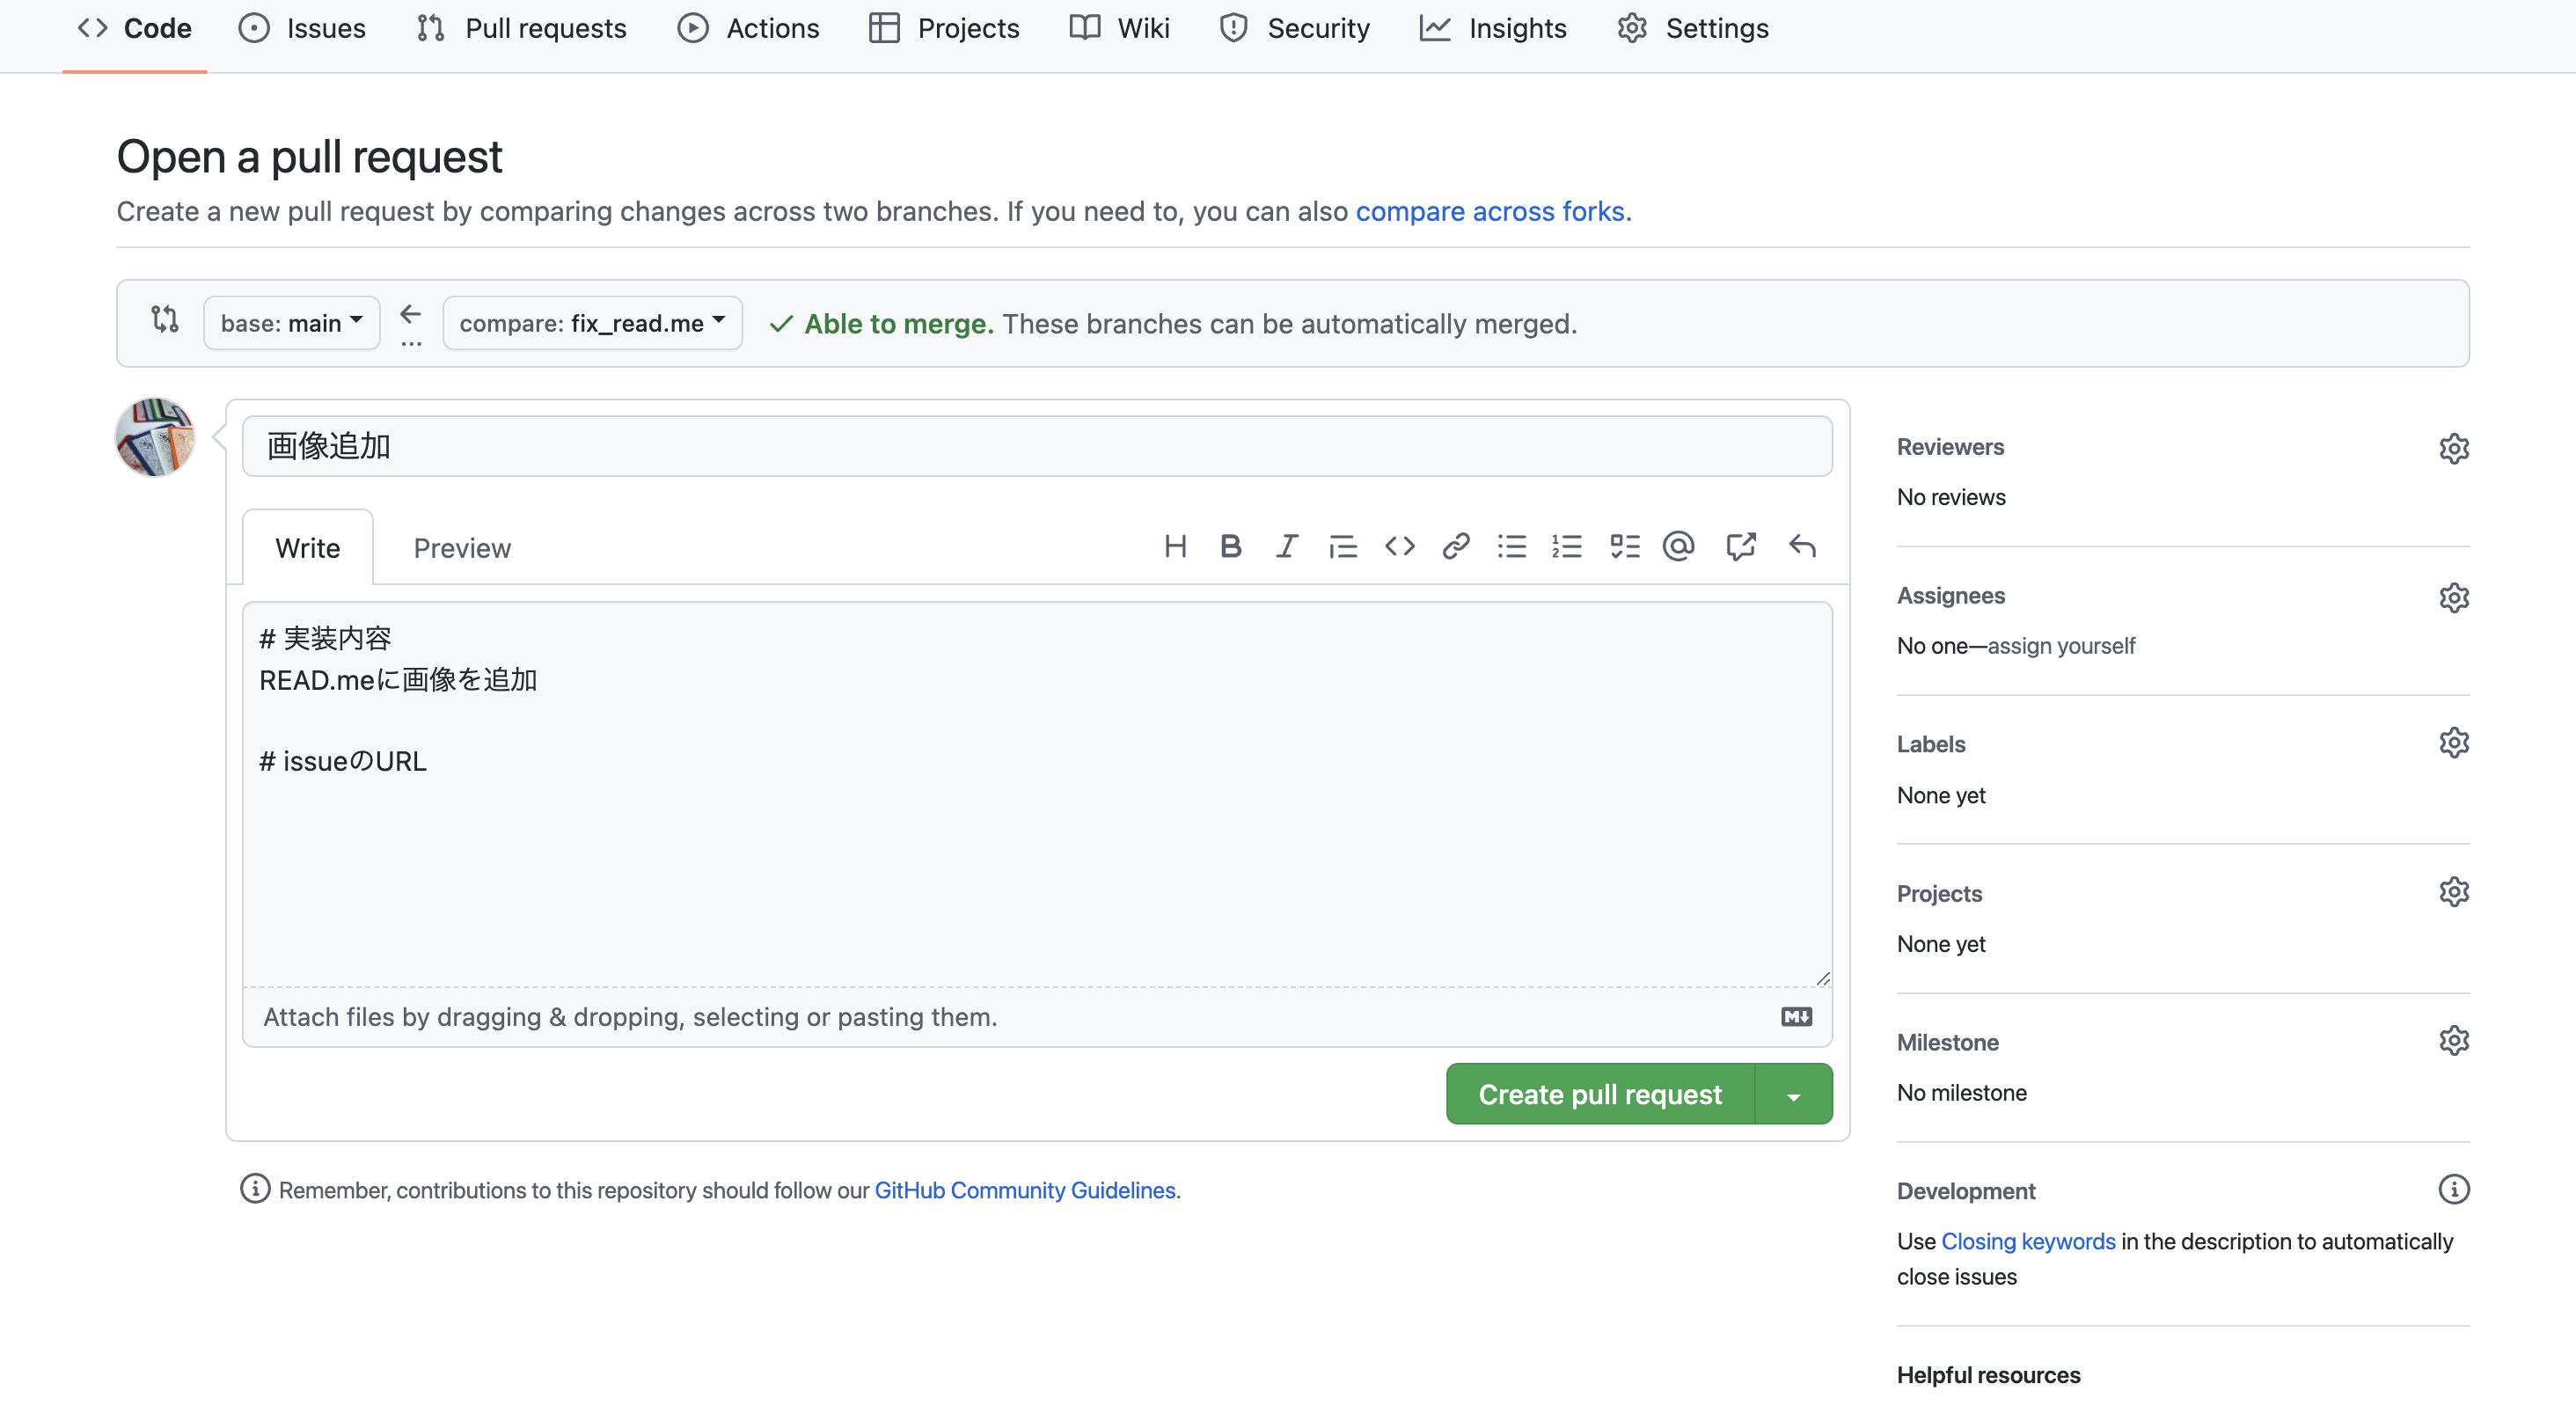 Code Issues Pull requests Actions Projects Wiki Security Insights Settings
Open a pull request
Create a new pull request by comparing changes across two branches. If you need to, you can also compare across forks.
base: main compare: fix_read.me Able to merge. These branches can be automatically merged.
画像追加
Write Preview
# 実装内容
READ.meに画像を追加
# issueのURL
Attach files by dragging & dropping, selecting or pasting them.
Create pull request
Remember, contributions to this repository should follow our GitHub Community Guidelines.
Reviewers
No reviews
Assignees
No one—assign yourself
Labels
None yet
Projects
None yet
Milestone
No milestone
Development
Use Closing keywords in the description to automatically
close issues
Helpful resources